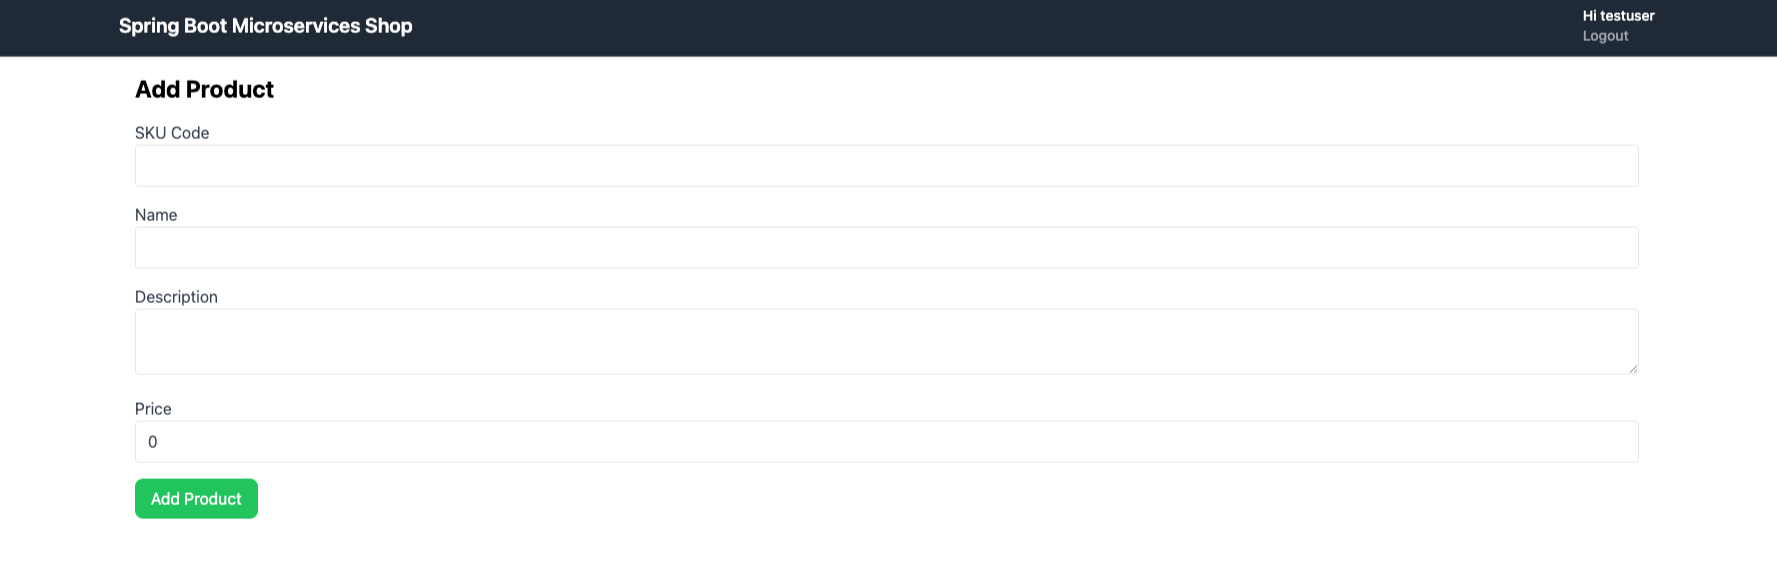 Spring Boot Microservices Shop
Hi testuser
Logout
Add Product
SKU Code
Name
Description
Price
0
Add Product